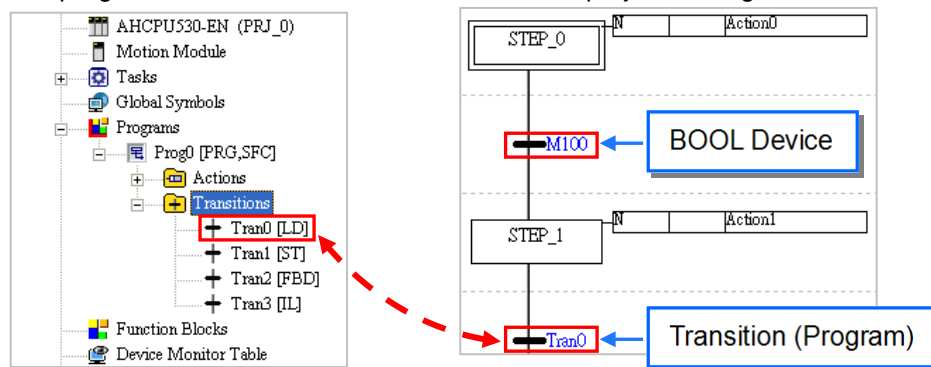 AHCPU530-EN (PRJ_0)
Motion Module
Tasks
Global Symbols
Programs
Prog0 [PRG,SFC]
Actions
Transitions
Tran0 [LD]
Tran1 [ST]
Tran2 [FBD]
Tran3 [IL]
Function Blocks
Device Monitor Table
STEP_0
N Action0
M100
BOOL Device
STEP_1
N Action1
Tran0
Transition (Program)